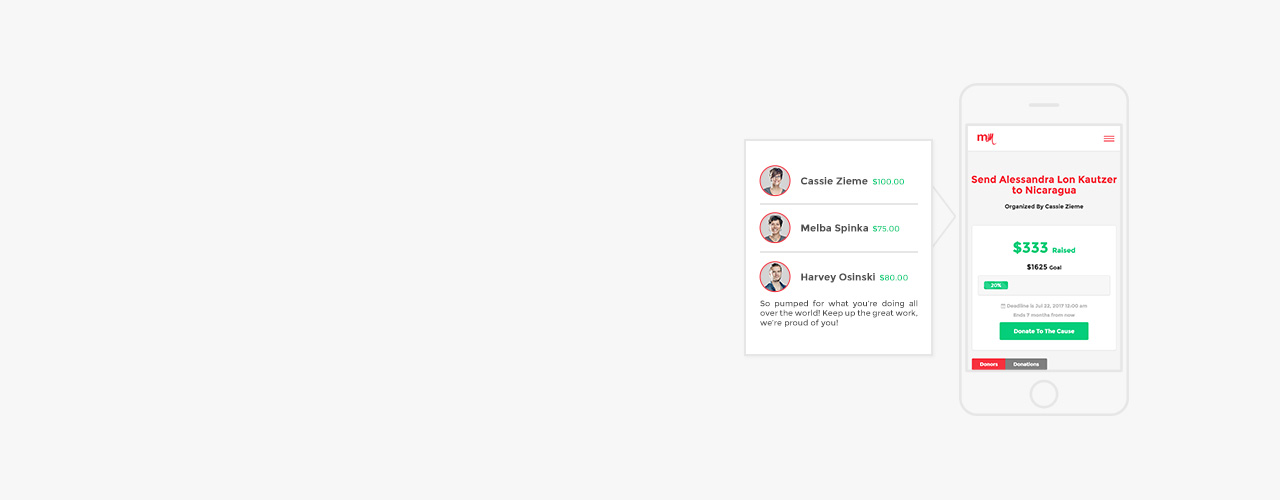 Cassie Zieme $100.00
Melba Spinka $75.00
Harvey Osinski $80.00
So pumped for what you're doing all
over the world! Keep up the great work,
we're proud of you!
m
Send Alessandra Lon Kautzer
to Nicaragua
Organized By Cassie Zieme
$333 Raised
$1625 Goal
20%
Deadline is Jul 22, 2017 12:00 am
Ends 7 months from now
Donate To The Cause
Donors Donations